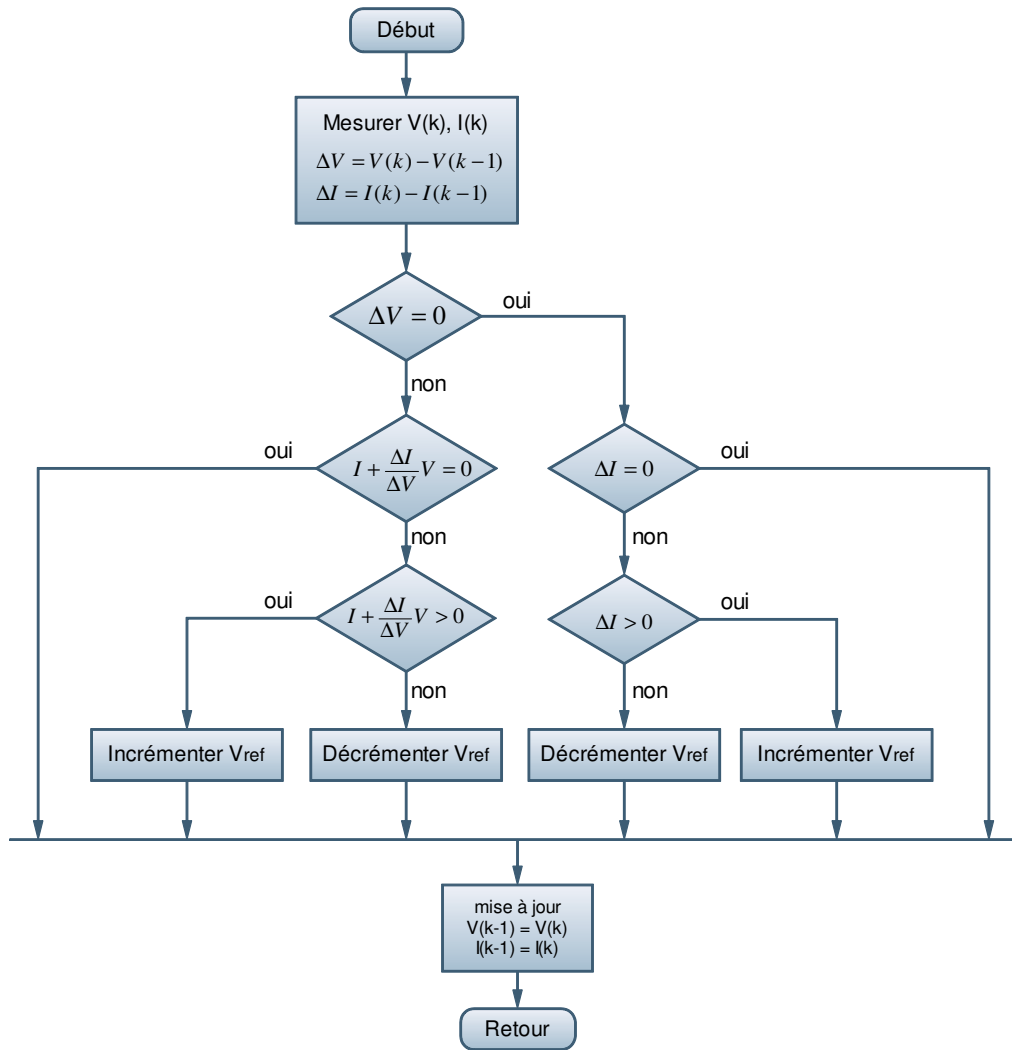 Début
Mesurer V(k), I(k)
ΔV = V(k) − V(k − 1)
ΔI = I(k) − I(k − 1)
ΔV = 0
oui
non
oui
I + ΔI/ΔV V = 0
ΔI = 0
oui
non
non
oui
I + ΔI/ΔV V > 0
ΔI > 0
oui
non
non
Incrémenter Vref
Décrémenter Vref
Décrémenter Vref
Incrémenter Vref
mise à jour
V(k-1) = V(k)
I(k-1) = I(k)
Retour